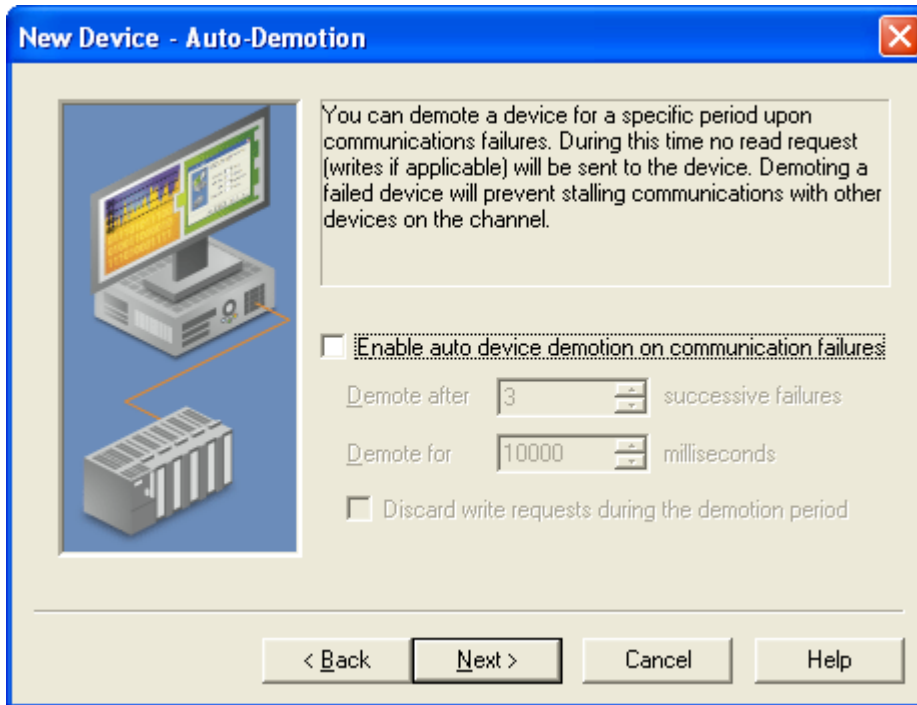 New Device - Auto-Demotion
You can demote a device for a specific period upon
communications failures. During this time no read request
(writes if applicable) will be sent to the device. Demoting a
failed device will prevent stalling communications with other
devices on the channel.
Enable auto device demotion on communication failures
Demote after 3 successive failures
Demote for 10000 milliseconds
Discard write requests during the demotion period
< Back Next > Cancel Help